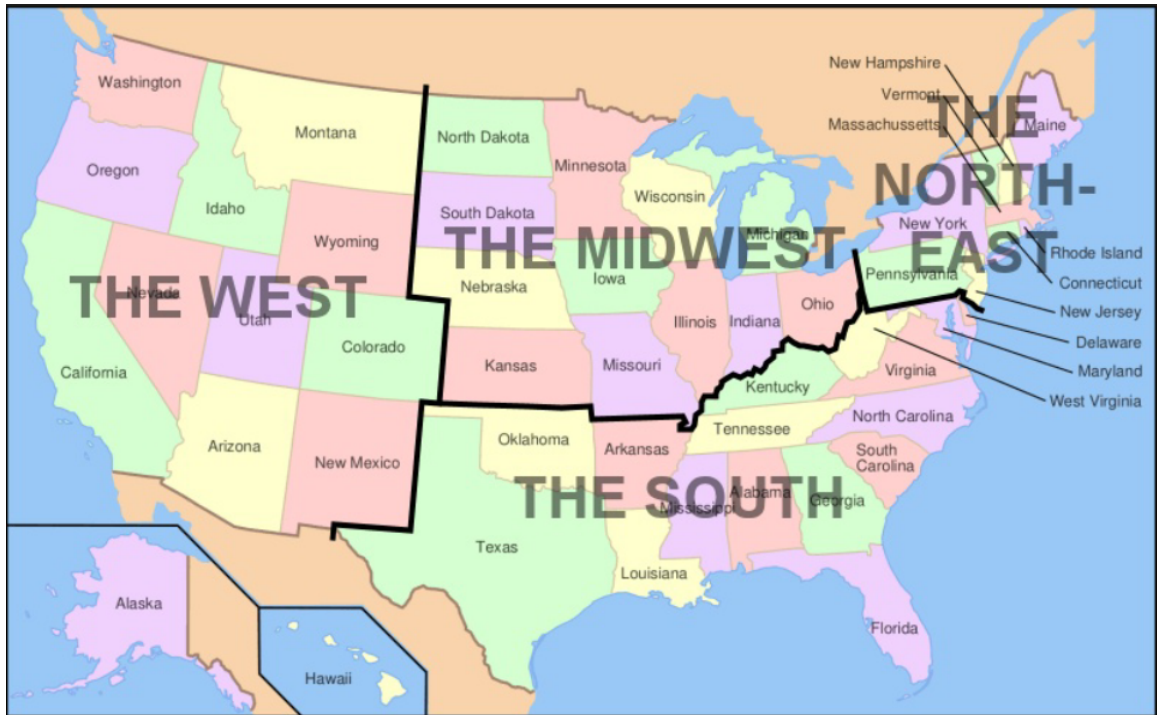 New Hampshire
Vermont
Massachussetts
THE
NORTH-
EAST
Maine
New York
Pennsylvania
Rhode Island
Connecticut
New Jersey
Delaware
Maryland
West Virginia
Washington
Oregon
Montana
Idaho
Wyoming
THE WEST
Nevada
Utah
Colorado
California
Arizona
New Mexico
North Dakota
Minnesota
South Dakota
Wisconsin
Michigan
THE MIDWEST
Nebraska
Iowa
Illinois
Indiana
Ohio
Kansas
Missouri
Kentucky
Virginia
North Carolina
Tennessee
Oklahoma
Arkansas
South
Carolina
THE SOUTH
Mississippi
Alabama
Georgia
Texas
Louisiana
Florida
Alaska
Hawaii